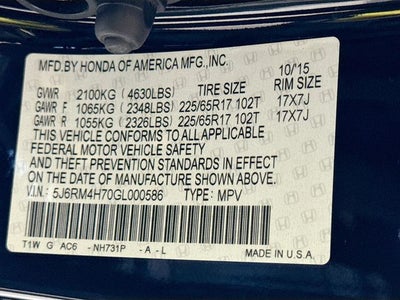 MFD.BY HONDA OF AMERICA MFG.,INC. 10/15
GVWR 2100KG (4630LBS) TIRE SIZE RIM SIZE
GAWR F 1065KG (2348LBS) 225/65R17 102T 17X7J
GAWR R 1055KG (2326LBS) 225/65R17 102T 17X7J
THIS VEHICLE CONFORMS TO ALL APPLICABLE
FEDERAL MOTOR VEHICLE SAFETY
AND THEFT PREVENTION STANDARDS IN EFFECT
ON THE DATE OF MANUFACTURE SHOWN ABOVE.
V.I.N.: 5J6RM4H70GL000586 TYPE: MPV
T1W G AC6 -NH731P -A-L MADE IN U.S.A.